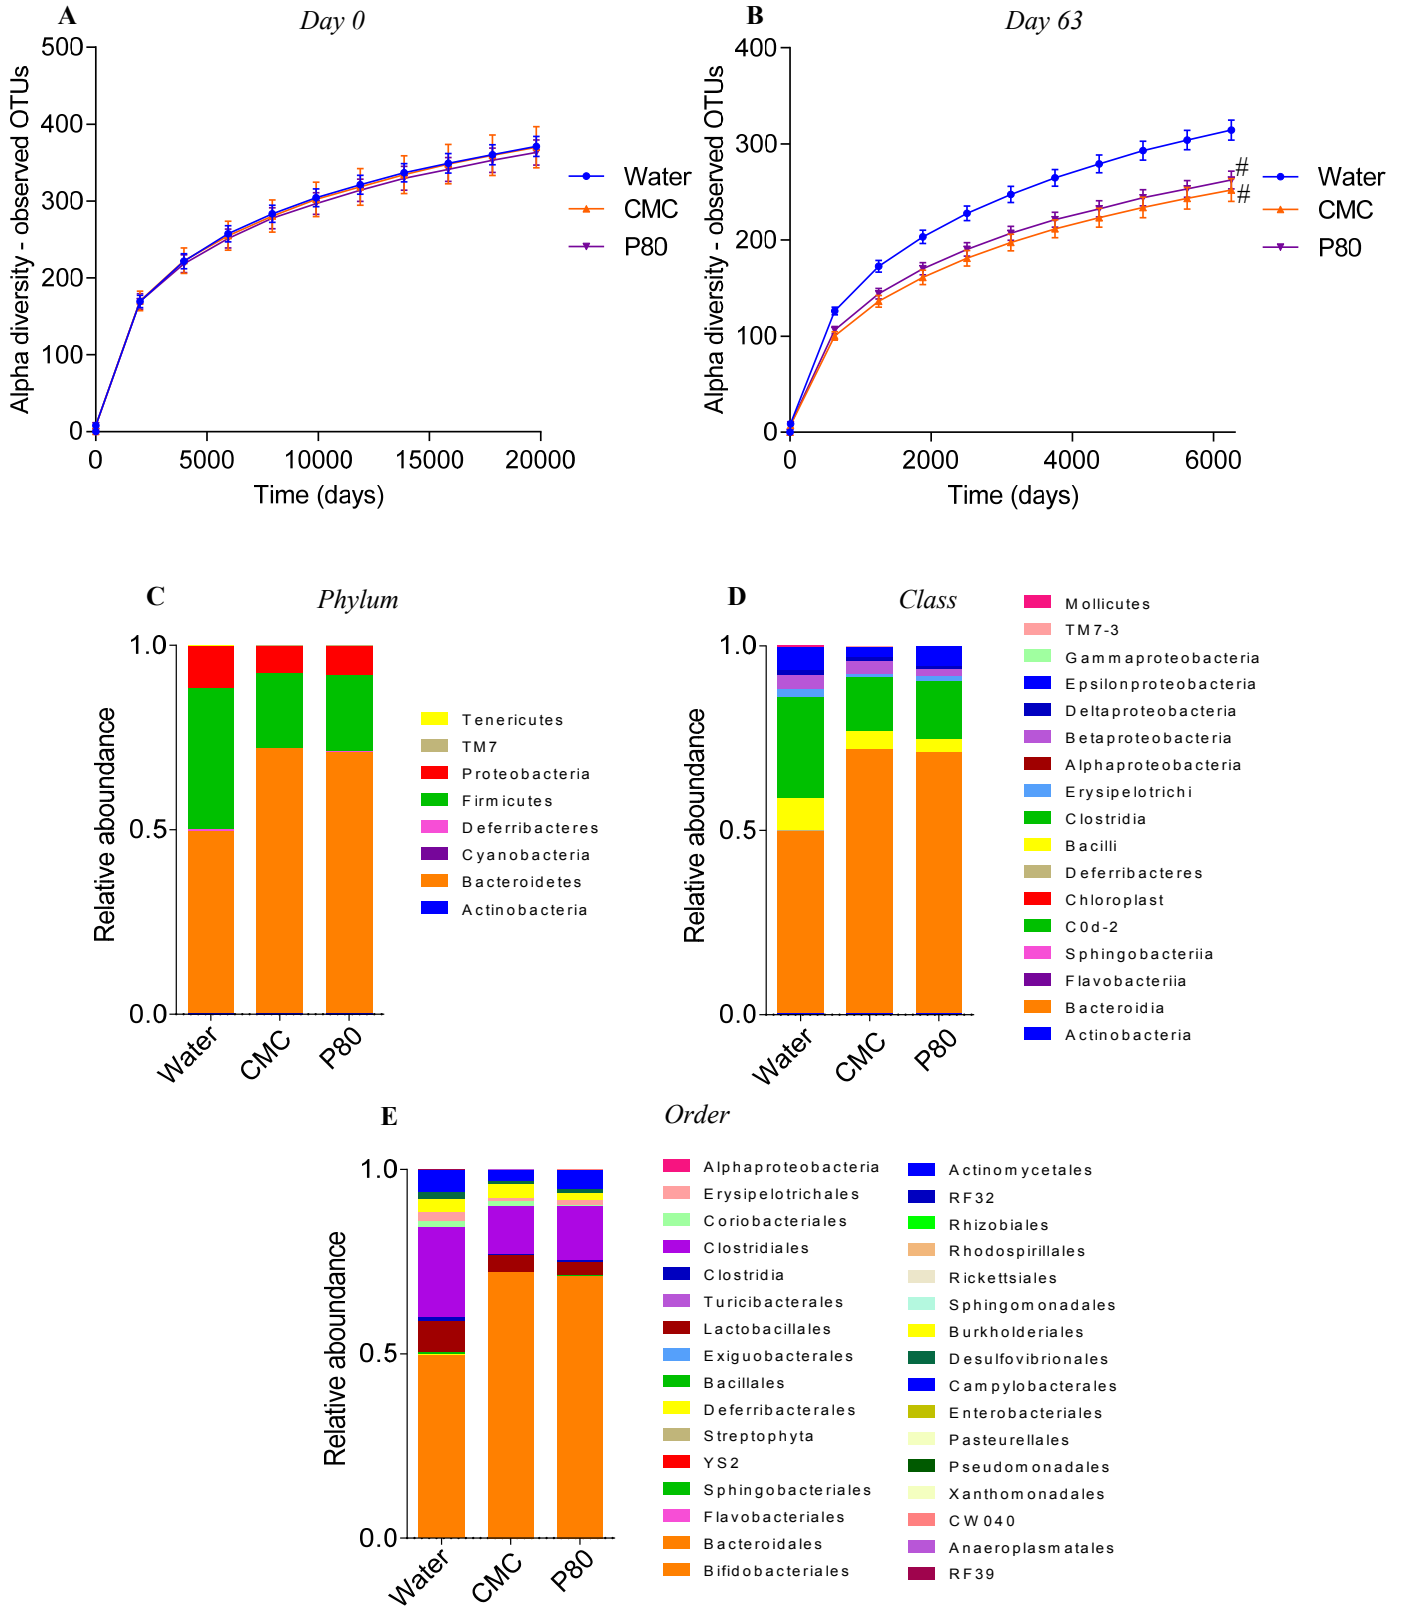 A
Day 0
500
400
300
200
100
0
Alpha diversity - observed OTUs
0 5000 10000 15000 20000
Time (days)
Water
CMC
P80
B
Day 63
400
300
200
100
0
Alpha diversity - observed OTUs
0 2000 4000 6000
Time (days)
#
#
Water
CMC
P80
C
Phylum
1.0
0.5
0.0
Relative aboundance
Water CMC P80
Tenericutes
TM7
Proteobacteria
Firmicutes
Deferribacteres
Cyanobacteria
Bacteroidetes
Actinobacteria
D
Class
1.0
0.5
0.0
Relative aboundance
Water CMC P80
Mollicutes
TM7-3
Gammaproteobacteria
Epsilonproteobacteria
Deltaproteobacteria
Betaproteobacteria
Alphaproteobacteria
Erysipelotrichi
Clostridia
Bacilli
Deferribacteres
Chloroplast
C0d-2
Sphingobacteriia
Flavobacteriia
Bacteroidia
Actinobacteria
E
Order
1.0
0.5
0.0
Relative aboundance
Water CMC P80
Alphaproteobacteria
Erysipelotrichales
Coriobacteriales
Clostridiales
Clostridia
Turicibacterales
Lactobacillales
Exiguobacterales
Bacillales
Deferribacterales
Streptophyta
YS2
Sphingobacteriales
Flavobacteriales
Bacteroidales
Bifidobacteriales
Actinomycetales
RF32
Rhizobiales
Rhodospirillales
Rickettsiales
Sphingomonadales
Burkholderiales
Desulfovibrionales
Campylobacterales
Enterobacteriales
Pasteurellales
Pseudomonadales
Xanthomonadales
CW040
Anaeroplasmatales
RF39